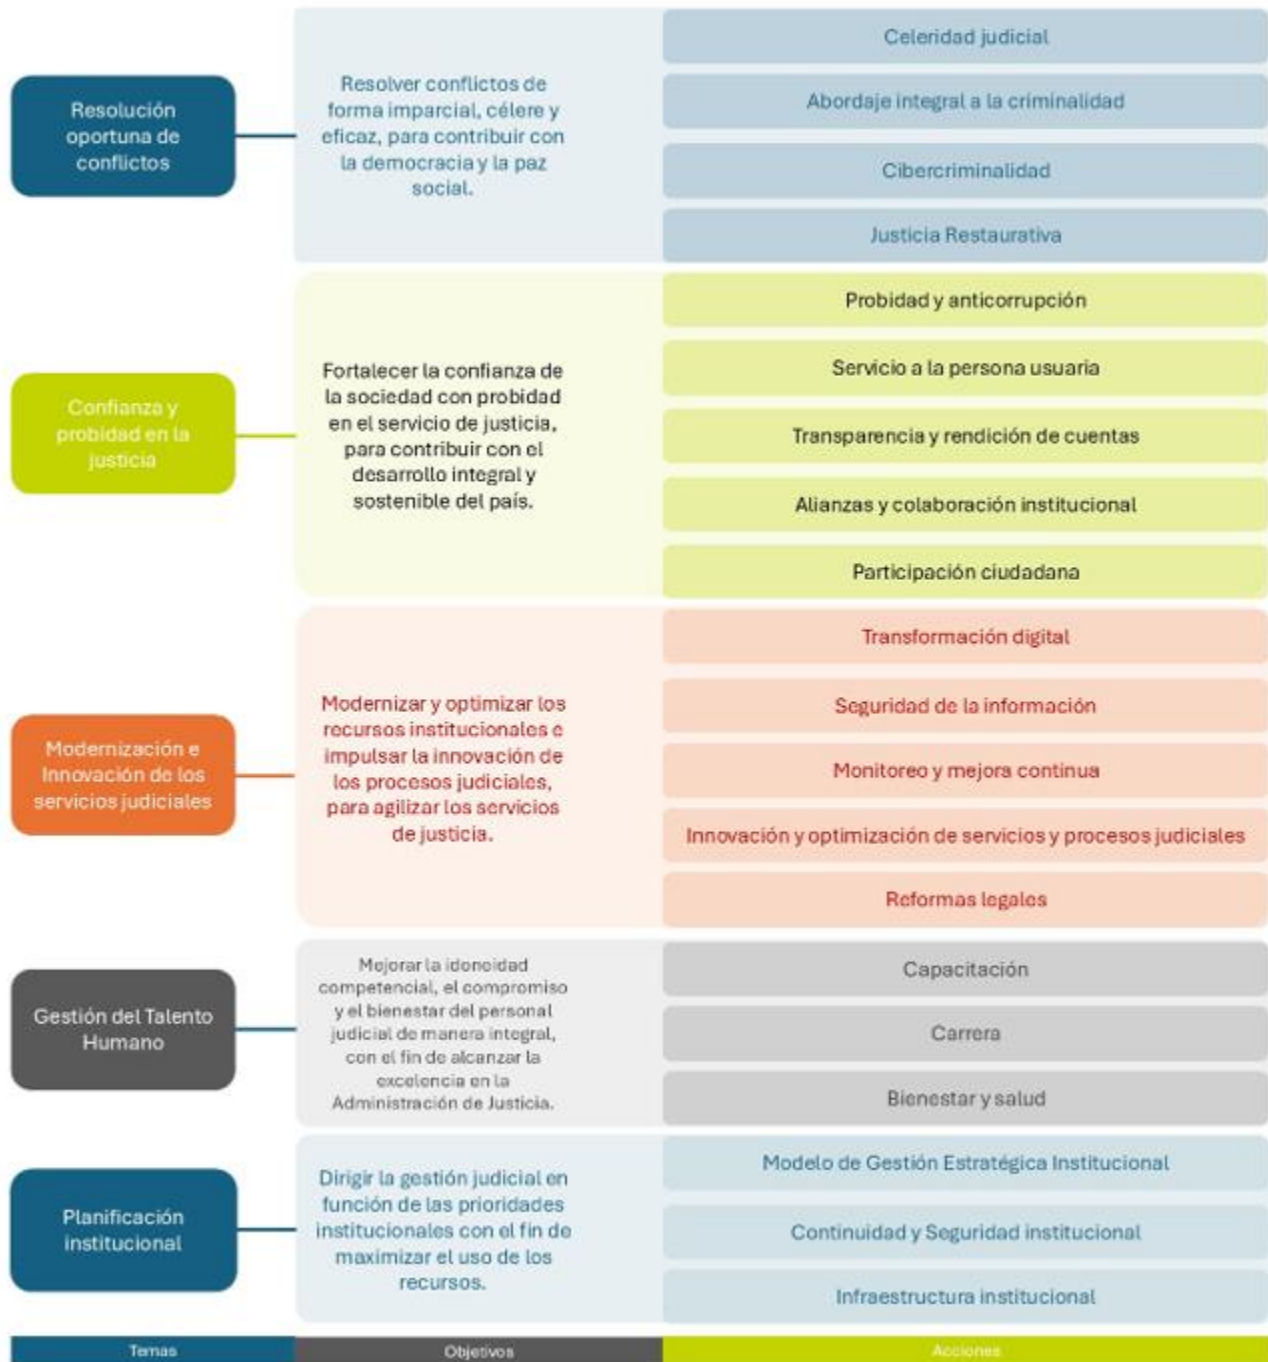 Resolución
oportuna de
conflictos
Resolver conflictos de
forma imparcial, célere y
eficaz, para contribuir con
la democracia y la paz
social.
Celeridad judicial
Abordaje integral a la criminalidad
Cibercriminalidad
Justicia Restaurativa
Confianza y
probidad en la
justicia
Fortalecer la confianza de
la sociedad con probidad
en el servicio de justicia,
para contribuir con el
desarrollo integral y
sostenible del país.
Probidad y anticorrupción
Servicio a la persona usuaria
Transparencia y rendición de cuentas
Alianzas y colaboración institucional
Participación ciudadana
Modernización e
Innovación de los
servicios judiciales
Modernizar y optimizar los
recursos institucionales e
impulsar la innovación de
los procesos judiciales,
para agilizar los servicios
de justicia.
Transformación digital
Seguridad de la información
Monitoreo y mejora continua
Innovación y optimización de servicios y procesos judiciales
Reformas legales
Gestión del Talento
Humano
Mejorar la idoneidad
competencial, el compromiso
y el bienestar del personal
judicial de manera integral,
con el fin de alcanzar la
excelencia en la
Administración de Justicia.
Capacitación
Carrera
Bienestar y salud
Planificación
institucional
Dirigir la gestión judicial en
función de las prioridades
institucionales con el fin de
maximizar el uso de los
recursos.
Modelo de Gestión Estratégica Institucional
Continuidad y Seguridad institucional
Infraestructura institucional
Temas
Objetivos
Acciones